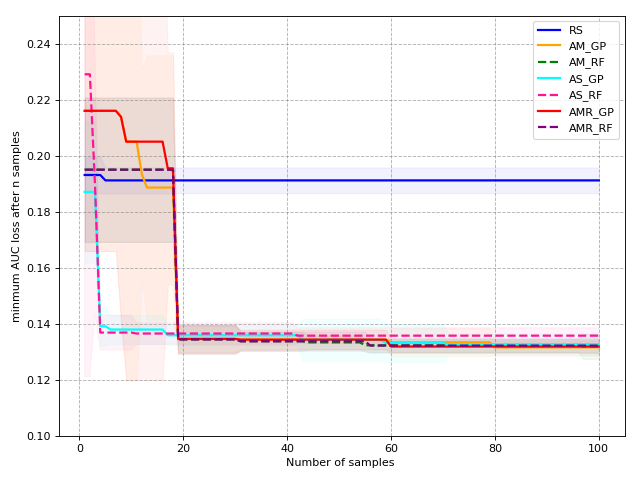 0.24
0.22
0.20
0.18
0.16
0.14
0.12
0.10
minmum AUC loss after n samples
0
20
40
60
80
100
Number of samples
RS
AM_GP
AM_RF
AS_GP
AS_RF
AMR_GP
AMR_RF